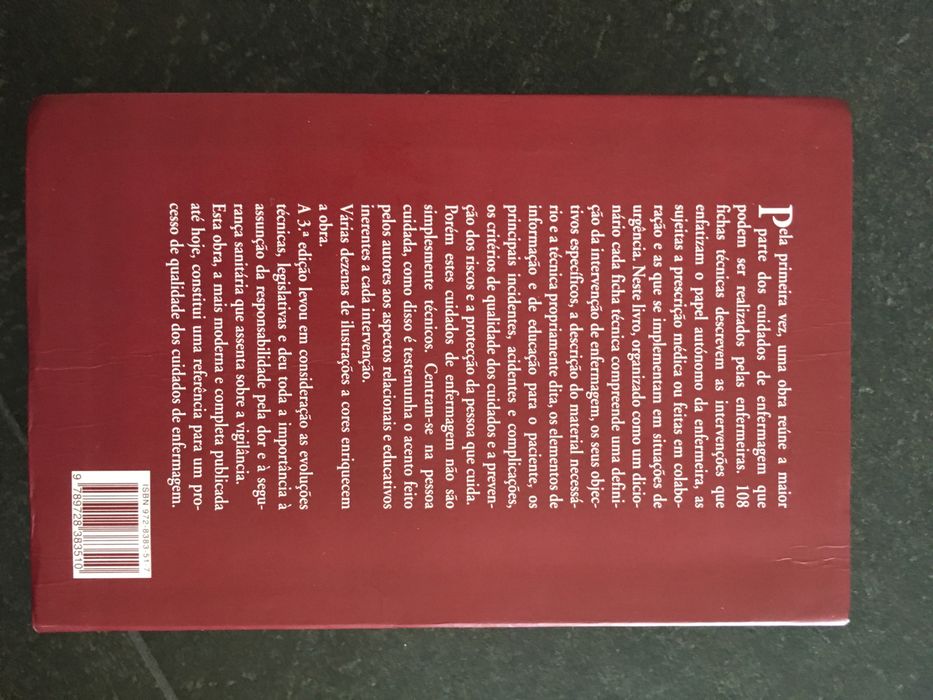 Pela primeira vez, uma obra reúne a maior
parte dos cuidados de enfermagem que
podem ser realizados pelas enfermeiras. 108
fichas técnicas descrevem as intervenções que
enfatizam o papel autónomo da enfermeira, as
sujeitas a prescrição médica ou feitas em colabo-
ração e as que se implementam em situações de
urgência. Neste livro, organizado como um dicio-
nário cada ficha técnica compreende uma defini-
ção da intervenção de enfermagem, os seus objec-
tivos específicos, a descrição do material necessá-
rio e a técnica propriamente dita, os elementos de
informação e de educção para o paciente, os
principais incidentes, acidentes e complicações,
os critérios de qualidade dos cuidados e a preven-
ção dos riscos e a protecção da pessoa que cuida.
Porém estes cuidados de enfermagem não são
simplesmente técnicos. Centram-se na pessoa
cuidada, como disso é testemunha o acento feito
pelos autores aos aspectos relacionais e educativos
inerentes a cada intervenção.
Várias dezenas de ilustrações a cores enriquecem
a obra.
A 3.ª edição levou em consideração as evoluções
técnicas, legislativas e deu toda a importância à
assunção da responsabilidade pela dor e à segu-
rança sanitária que assenta sobre a vigilância.
Esta obra, a mais moderna e completa publicada
até hoje, constitui uma referência para um pro-
cesso de qualidade dos cuidados de enfermagem.
ISBN 972-8383-51-7
9 789728 383510